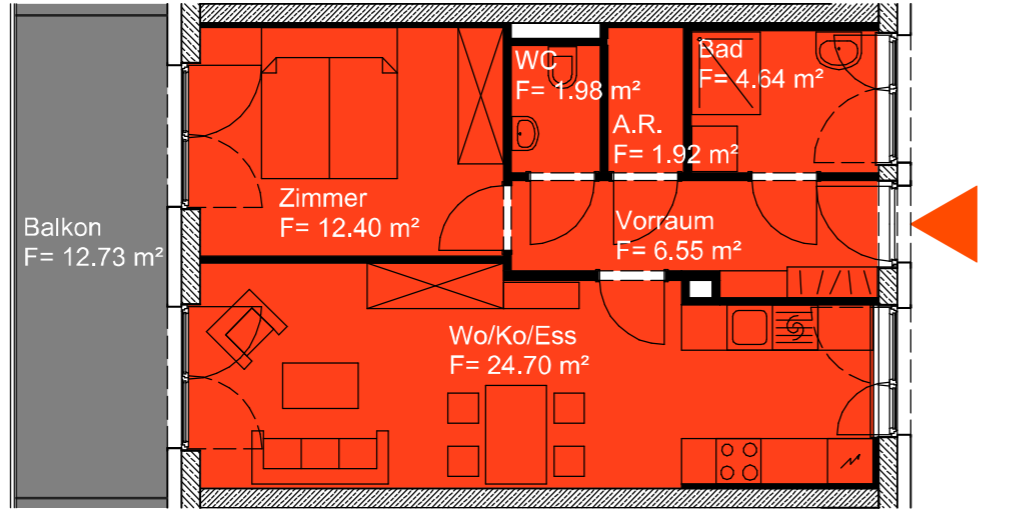 WC
F= 1.98 m²
Bad
F= 4.64 m²
A.R.
F= 1.92 m²
Zimmer
F= 12.40 m²
Vorraum
F= 6.55 m²
Balkon
F= 12.73 m²
Wo/Ko/Ess
F= 24.70 m²